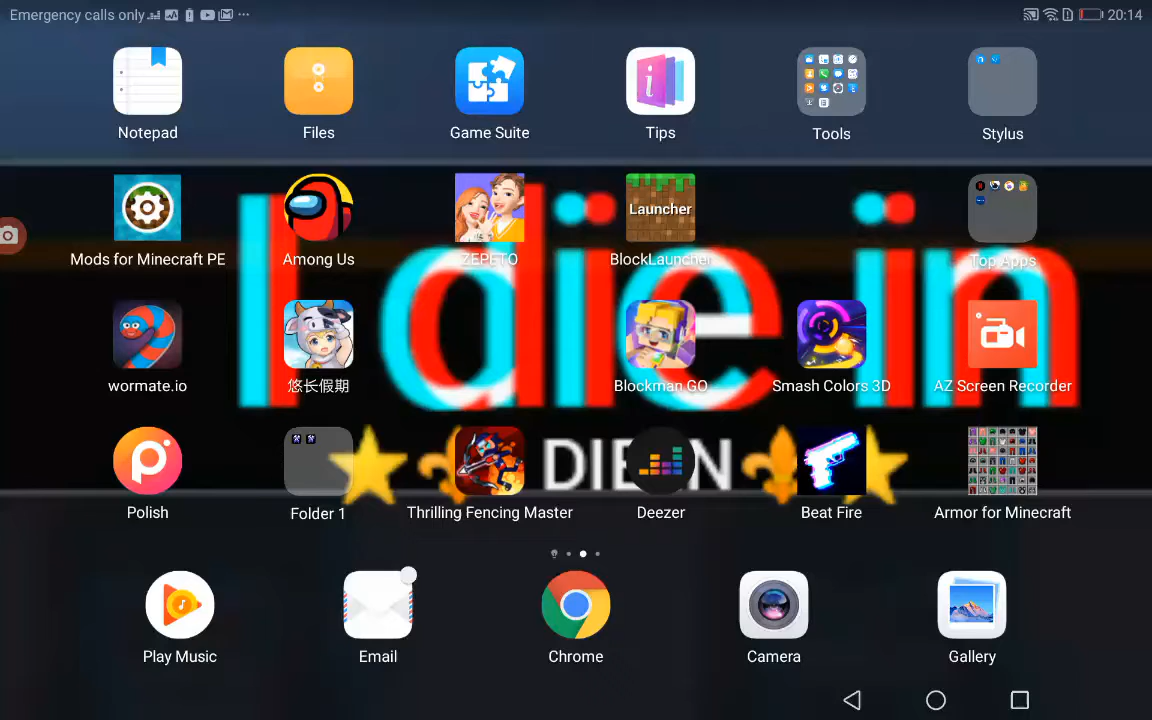 Emergency calls only
20:14
Notepad
Files
Game Suite
Tips
Tools
Stylus
Launcher
Mods for Minecraft PE
Among Us
ZEPETO
BlockLauncher
Top Apps
I die in
wormate.io
悠长假期
Blockman GO
Smash Colors 3D
AZ Screen Recorder
Polish
Folder 1
Thrilling Fencing Master
Deezer
Beat Fire
Armor for Minecraft
Play Music
Email
Chrome
Camera
Gallery